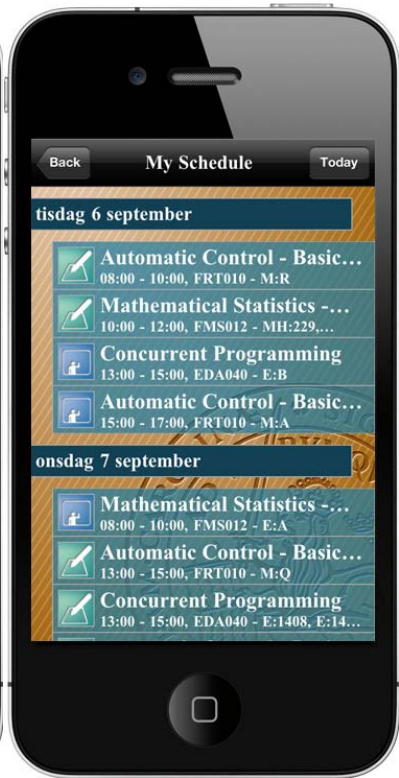 Back
My Schedule
Today
tisdag 6 september
Automatic Control - Basic...
08:00 - 10:00, FRT010 - M:R
Mathematical Statistics -...
10:00 - 12:00, FMS012 - MH:229,...
Concurrent Programming
13:00 - 15:00, EDA040 - E:B
Automatic Control - Basic...
15:00 - 17:00, FRT010 - M:A
onsdag 7 september
Mathematical Statistics -...
08:00 - 10:00, FMS012 - E:A
Automatic Control - Basic...
13:00 - 15:00, FRT010 - M:Q
Concurrent Programming
13:00 - 15:00, EDA040 - E:1408, E:14...